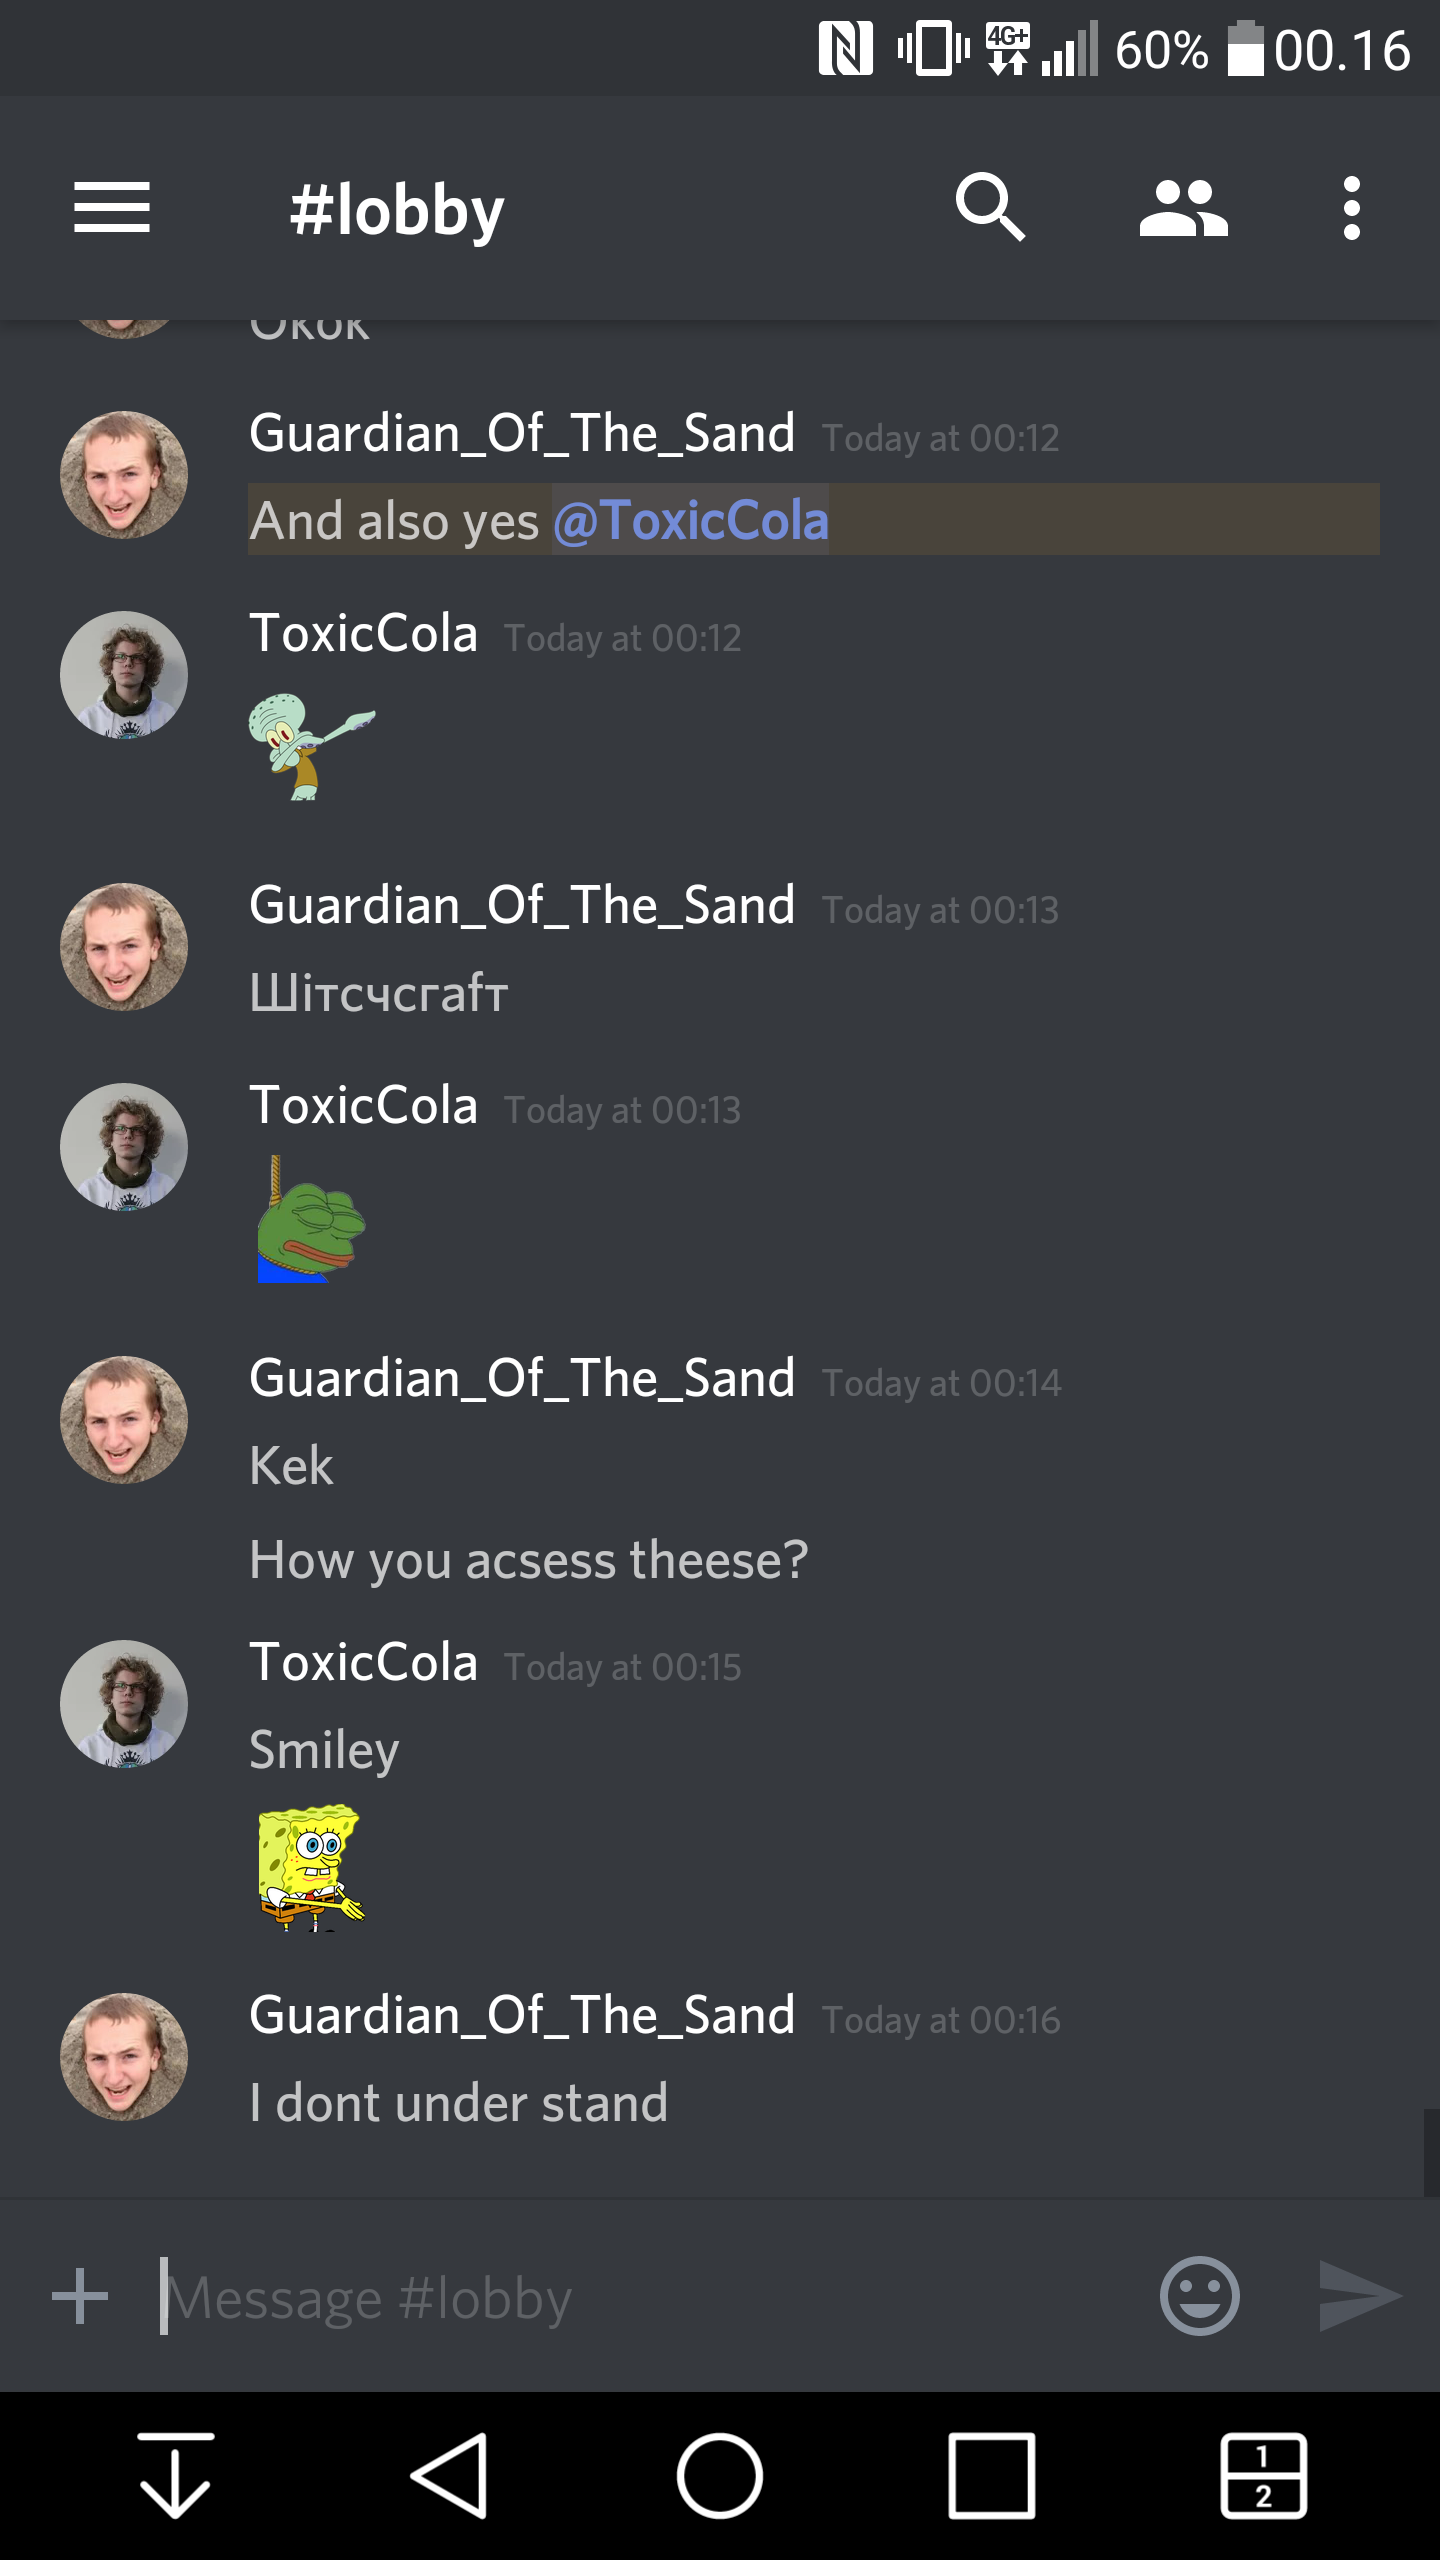 4G+ 60% 00.16
#lobby
Okok
Guardian_Of_The_Sand Today at 00:12
And also yes @ToxicCola
ToxicCola Today at 00:12
Guardian_Of_The_Sand Today at 00:13
Шiтсчсгаfт
ToxicCola Today at 00:13
Guardian_Of_The_Sand Today at 00:14
Kek
How you acsess theese?
ToxicCola Today at 00:15
Smiley
Guardian_Of_The_Sand Today at 00:16
I dont under stand
Message #lobby
1
2